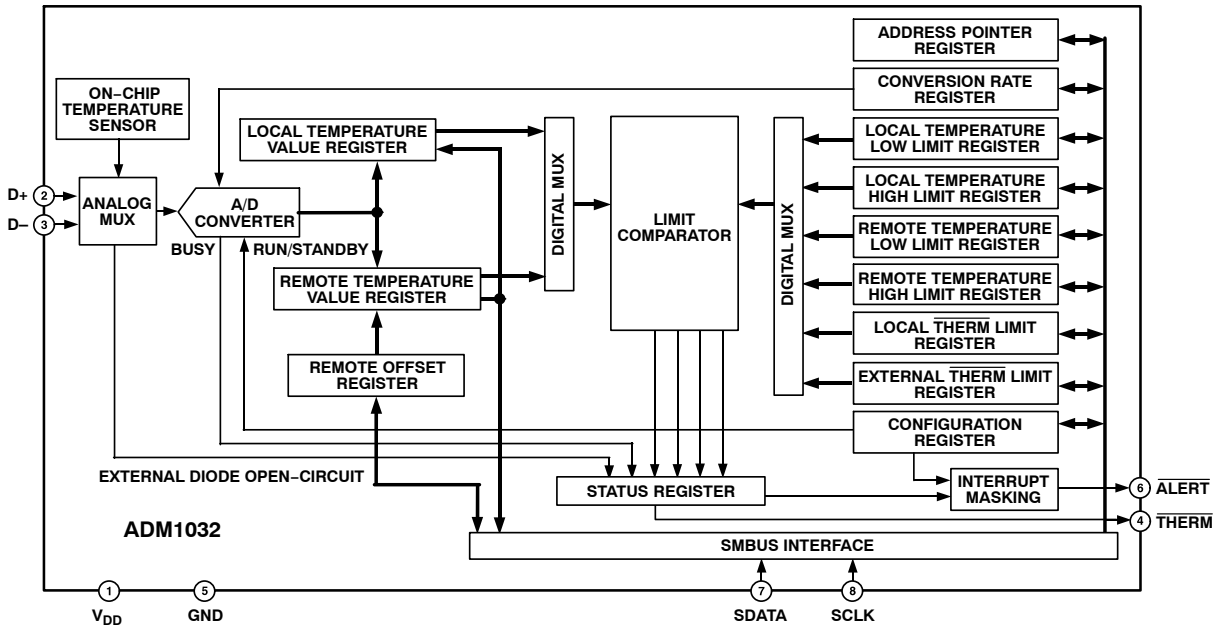 ADDRESS POINTER
REGISTER
CONVERSION RATE
REGISTER
ON–CHIP
TEMPERATURE
SENSOR
LOCAL TEMPERATURE
VALUE REGISTER
LOCAL TEMPERATURE
LOW LIMIT REGISTER
LOCAL TEMPERATURE
HIGH LIMIT REGISTER
REMOTE TEMPERATURE
LOW LIMIT REGISTER
REMOTE TEMPERATURE
HIGH LIMIT REGISTER
LOCAL THERM LIMIT
REGISTER
EXTERNAL THERM LIMIT
REGISTER
CONFIGURATION
REGISTER
DIGITAL MUX
LIMIT
COMPARATOR
DIGITAL MUX
D+ 2
D– 3
ANALOG
MUX
A/D
CONVERTER
BUSY
RUN/STANDBY
REMOTE TEMPERATURE
VALUE REGISTER
REMOTE OFFSET
REGISTER
EXTERNAL DIODE OPEN–CIRCUIT
STATUS REGISTER
INTERRUPT
MASKING
6 ALERT
4 THERM
ADM1032
SMBUS INTERFACE
1
VDD
5
GND
7
SDATA
8
SCLK